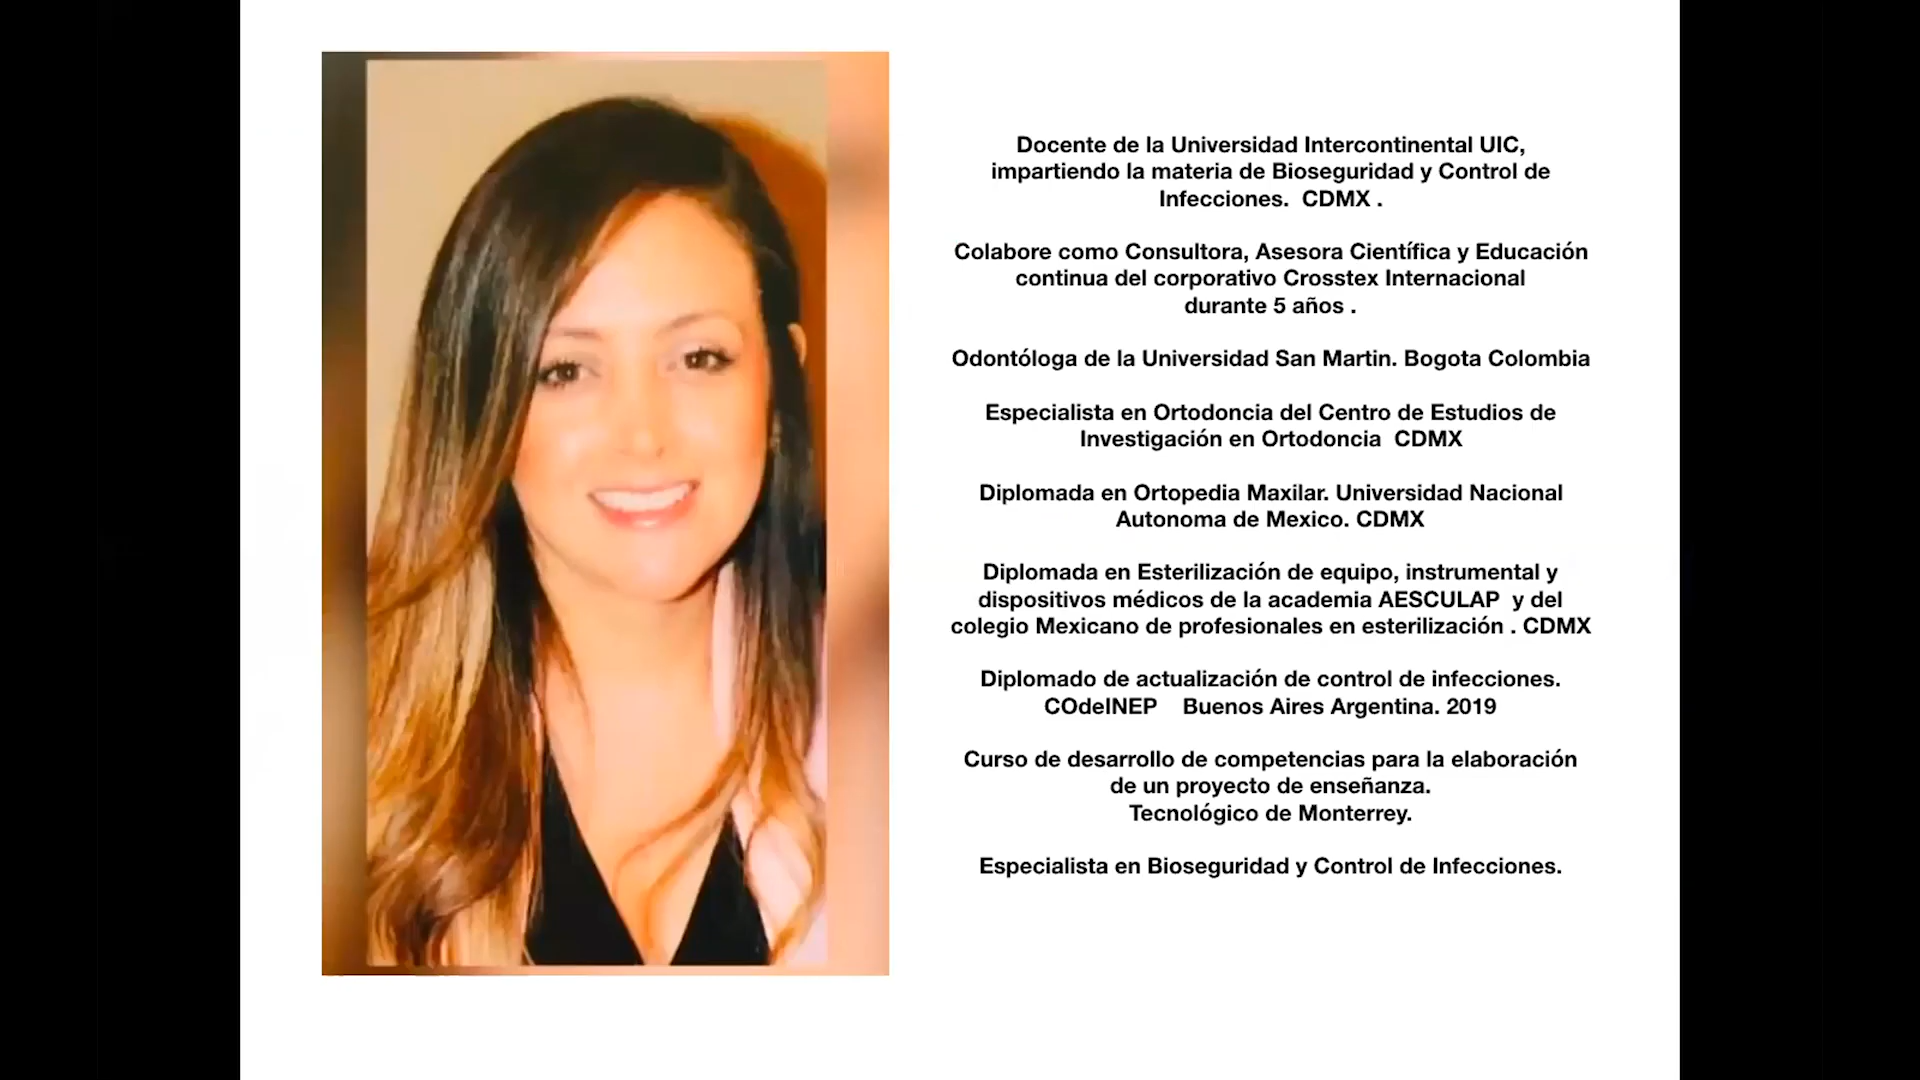 Docente de la Universidad Intercontinental UIC,
impartiendo la materia de Bioseguridad y Control de
Infecciones.  CDMX .
Colabore como Consultora, Asesora Científica y Educación
continua del corporativo Crosstex Internacional
durante 5 años .
Odontóloga de la Universidad San Martin. Bogota Colombia
Especialista en Ortodoncia del Centro de Estudios de
Investigación en Ortodoncia  CDMX
Diplomada en Ortopedia Maxilar. Universidad Nacional
Autonoma de Mexico. CDMX
Diplomada en Esterilización de equipo, instrumental y
dispositivos médicos de la academia AESCULAP  y del
colegio Mexicano de profesionales en esterilización . CDMX
Diplomado de actualización de control de infecciones.
COdeINEP    Buenos Aires Argentina. 2019
Curso de desarrollo de competencias para la elaboración
de un proyecto de enseñanza.
Tecnológico de Monterrey.
Especialista en Bioseguridad y Control de Infecciones.